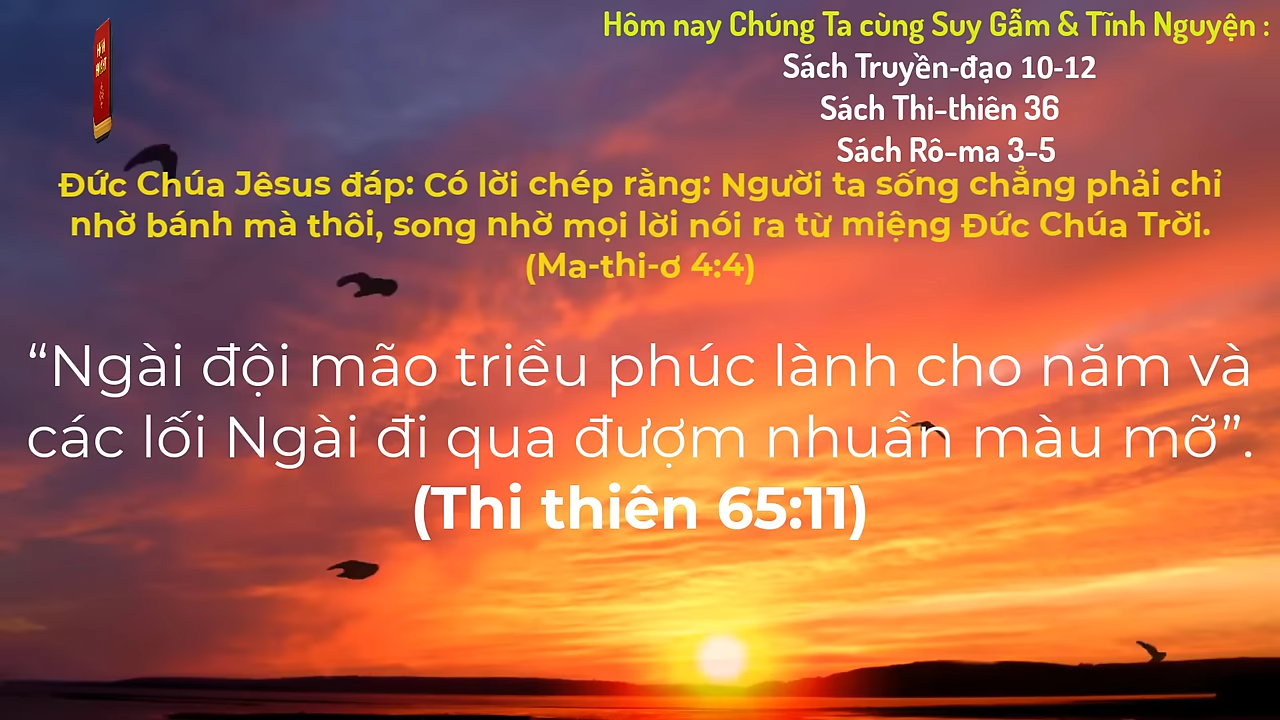 Hôm nay Chúng Ta cùng Suy Gẫm & Tĩnh Nguyện :
Sách Truyền-đạo 10-12
Sách Thi-thiên 36
Sách Rô-ma 3-5
Đức Chúa Jêsus đáp: Có lời chép rằng: Người ta sống chẳng phải chỉ
nhờ bánh mà thôi, song nhờ mọi lời nói ra từ miệng Đức Chúa Trời.
(Ma-thi-ơ 4:4)
“Ngài đội mão triều phúc lành cho năm và
các lối Ngài đi qua đượm nhuần màu mỡ”.
(Thi thiên 65:11)